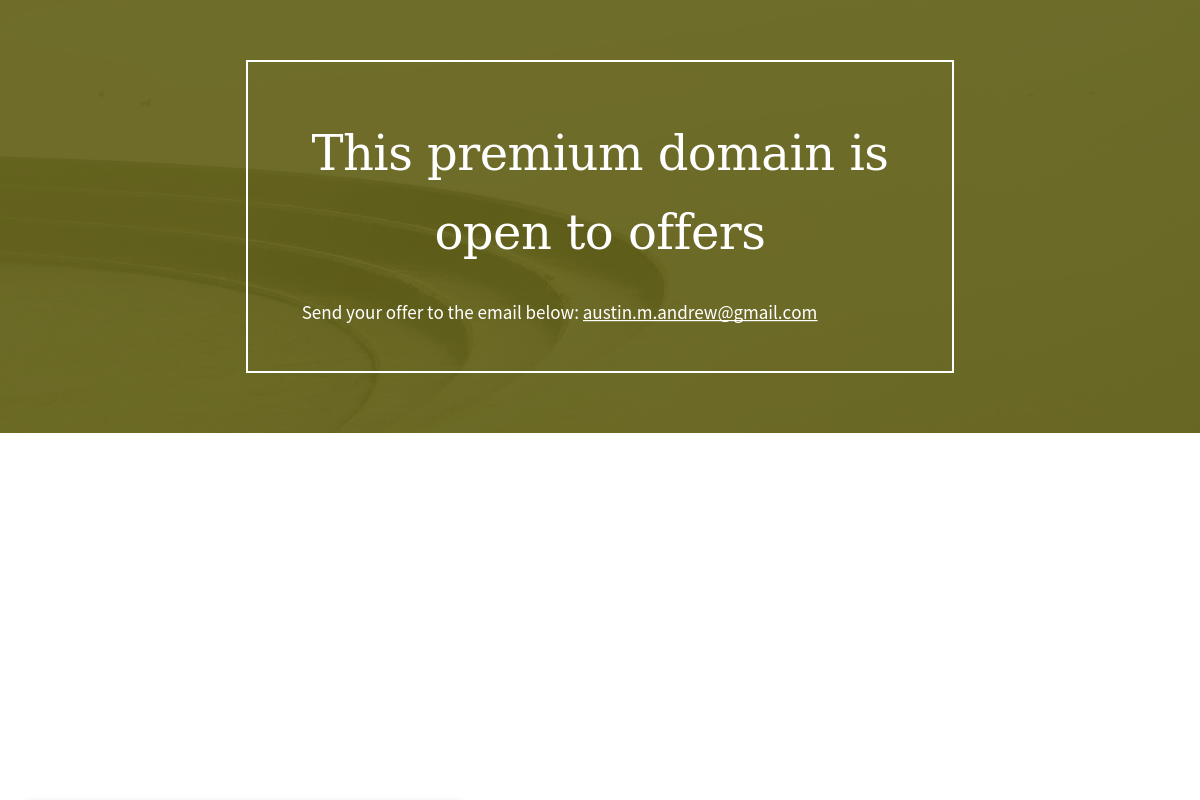 This premium domain is
open to offers
Send your offer to the email below: austin.m.andrew@gmail.com